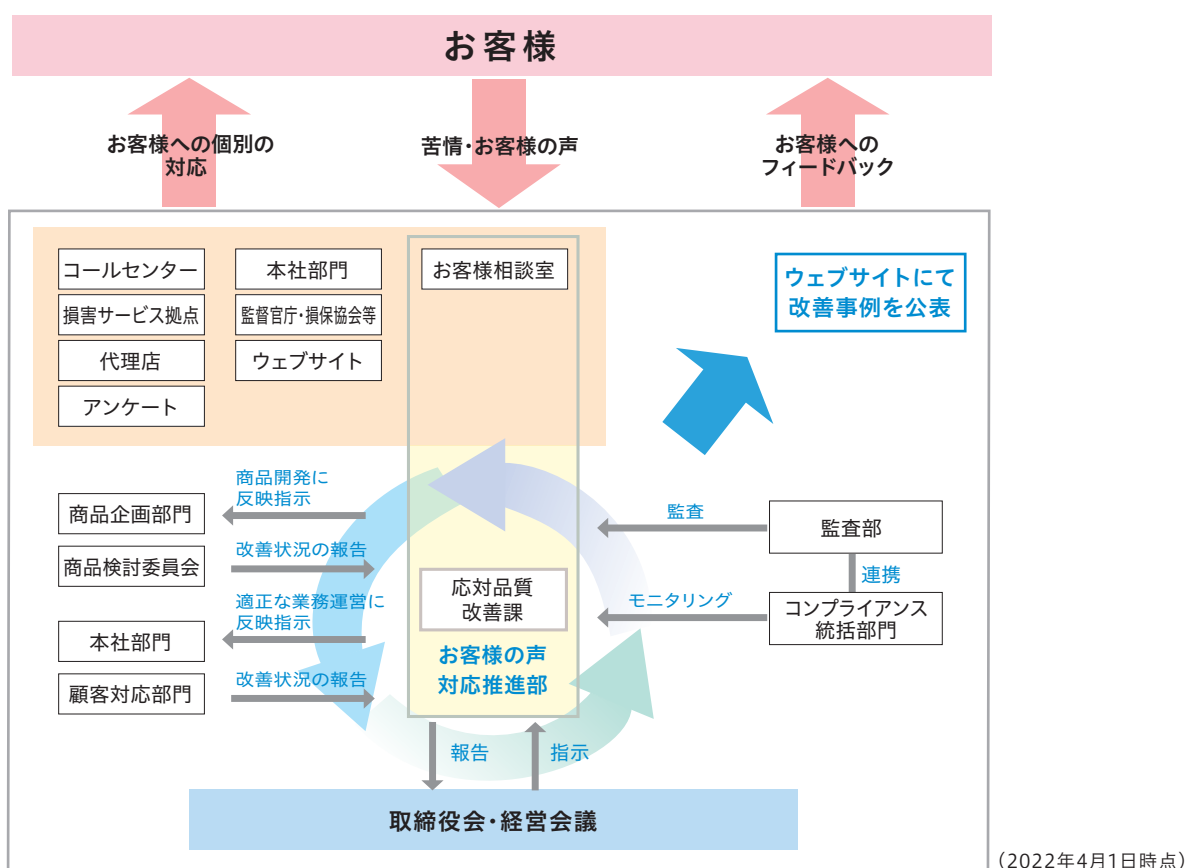 お客様
お客様への個別の
対応
苦情・お客様の声
お客様への
フィードバック
コールセンター
本社部門
お客様相談室
損害サービス拠点
監督官庁・損保協会等
代理店
ウェブサイト
アンケート
ウェブサイトにて
改善事例を公表
商品開発に
反映指示
商品企画部門
改善状況の報告
商品検討委員会
適正な業務運営に
反映指示
本社部門
改善状況の報告
顧客対応部門
応対品質
改善課
お客様の声
対応推進部
監査
監査部
連携
モニタリング
コンプライアンス
統括部門
報告
指示
取締役会・経営会議
(2022年4月1日時点)